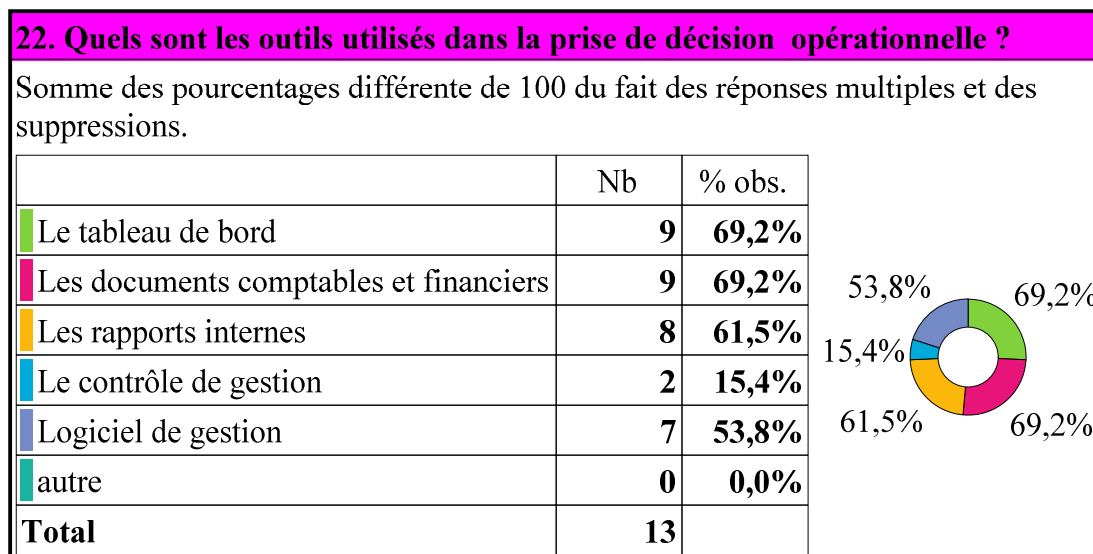 22. Quels sont les outils utilisés dans la prise de décision  opérationnelle ?
Somme des pourcentages différente de 100 du fait des réponses multiples et des
suppressions.
Nb % obs.
Le tableau de bord 9 69,2%
Les documents comptables et financiers 9 69,2%
Les rapports internes 8 61,5%
Le contrôle de gestion 2 15,4%
Logiciel de gestion 7 53,8%
autre 0 0,0%
Total 13
53,8% 69,2%
15,4%
61,5% 69,2%